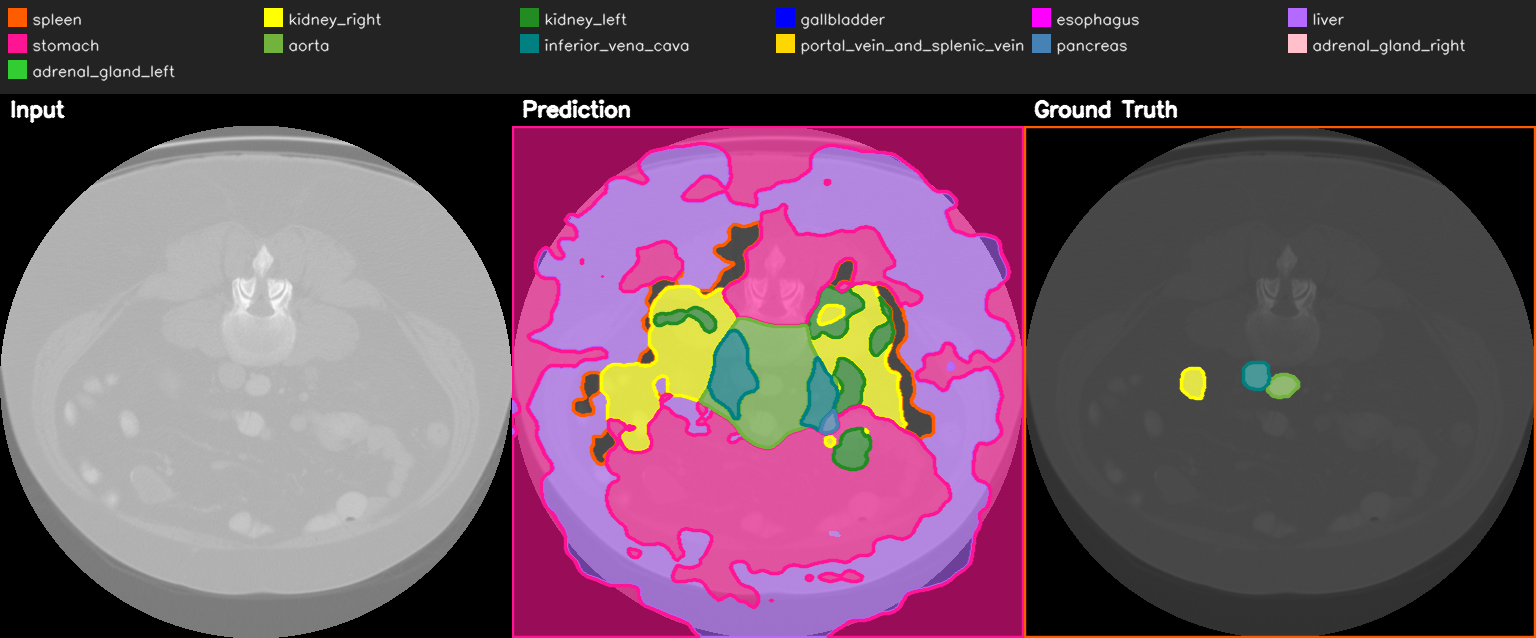 spleen kidney_right kidney_left gallbladder esophagus liver
stomach aorta inferior_vena_cava portal_vein_and_splenic_vein pancreas adrenal_gland_right
adrenal_gland_left
Input Prediction Ground Truth